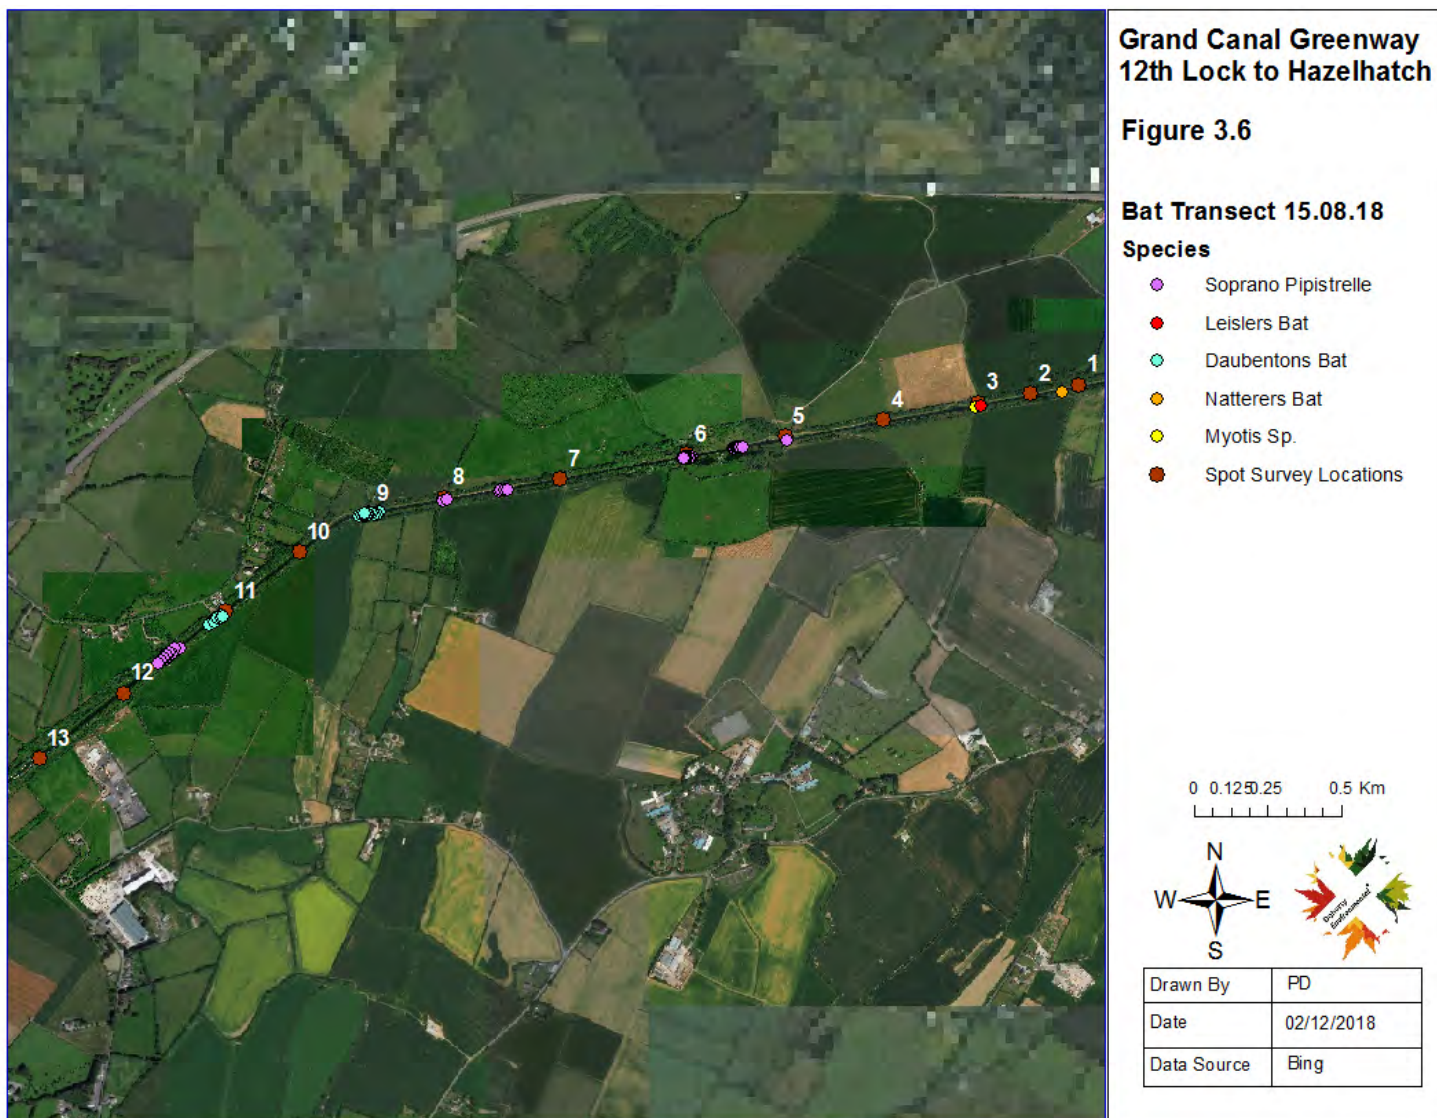 Grand Canal Greenway
12th Lock to Hazelhatch
Figure 3.6
Bat Transect 15.08.18
Species
Soprano Pipistrelle
Leislers Bat
Daubentons Bat
Natterers Bat
Myotis Sp.
Spot Survey Locations
1
2
3
4
5
6
7
8
9
10
11
12
13
0 0.125 0.25 0.5 Km
N
W E
S
Doherty
Environmental
Drawn By PD
Date 02/12/2018
Data Source Bing